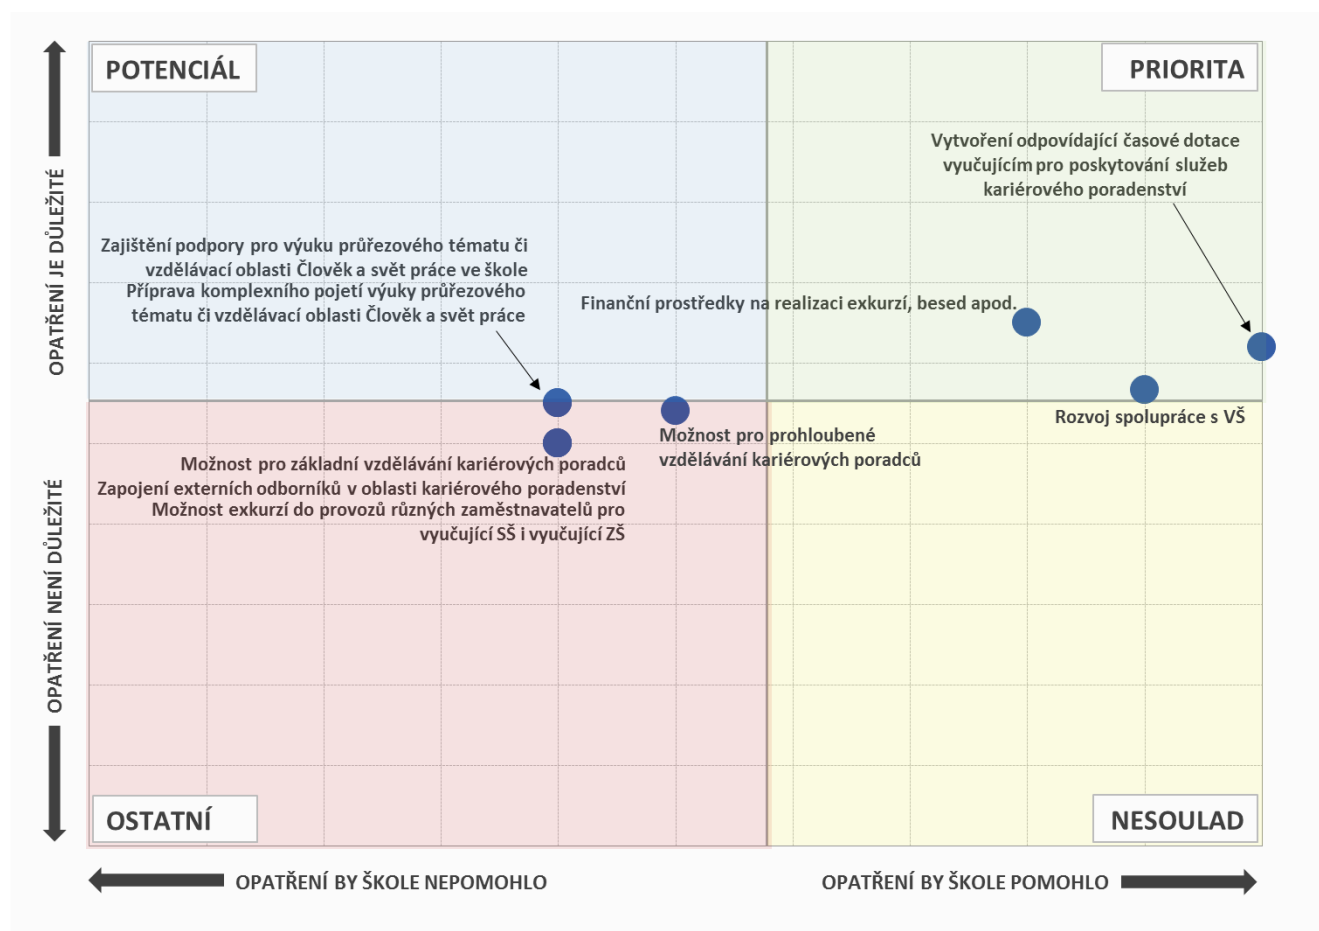 POTENCIÁL
PRIORITA
Vytvoření odpovídající časové dotace
vyučujícím pro poskytování služeb
kariérového poradenství
OPATŘENÍ JE DŮLEŽITÉ
Zajištění podpory pro výuku průřezového tématu či
vzdělávací oblasti Člověk a svět práce ve škole
Příprava komplexního pojetí výuky průřezového
tématu či vzdělávací oblasti Člověk a svět práce
Finanční prostředky na realizaci exkurzí, besed apod.
Rozvoj spolupráce s VŠ
Možnost pro prohloubené
vzdělávání kariérových poradců
Možnost pro základní vzdělávání kariérových poradců
Zapojení externích odborníků v oblasti kariérového poradenství
Možnost exkurzí do provozů různých zaměstnavatelů pro
vyučující SŠ i vyučující ZŠ
OPATŘENÍ NENÍ DŮLEŽITÉ
OSTATNÍ
NESOULAD
OPATŘENÍ BY ŠKOLE NEPOMOHLO
OPATŘENÍ BY ŠKOLE POMOHLO